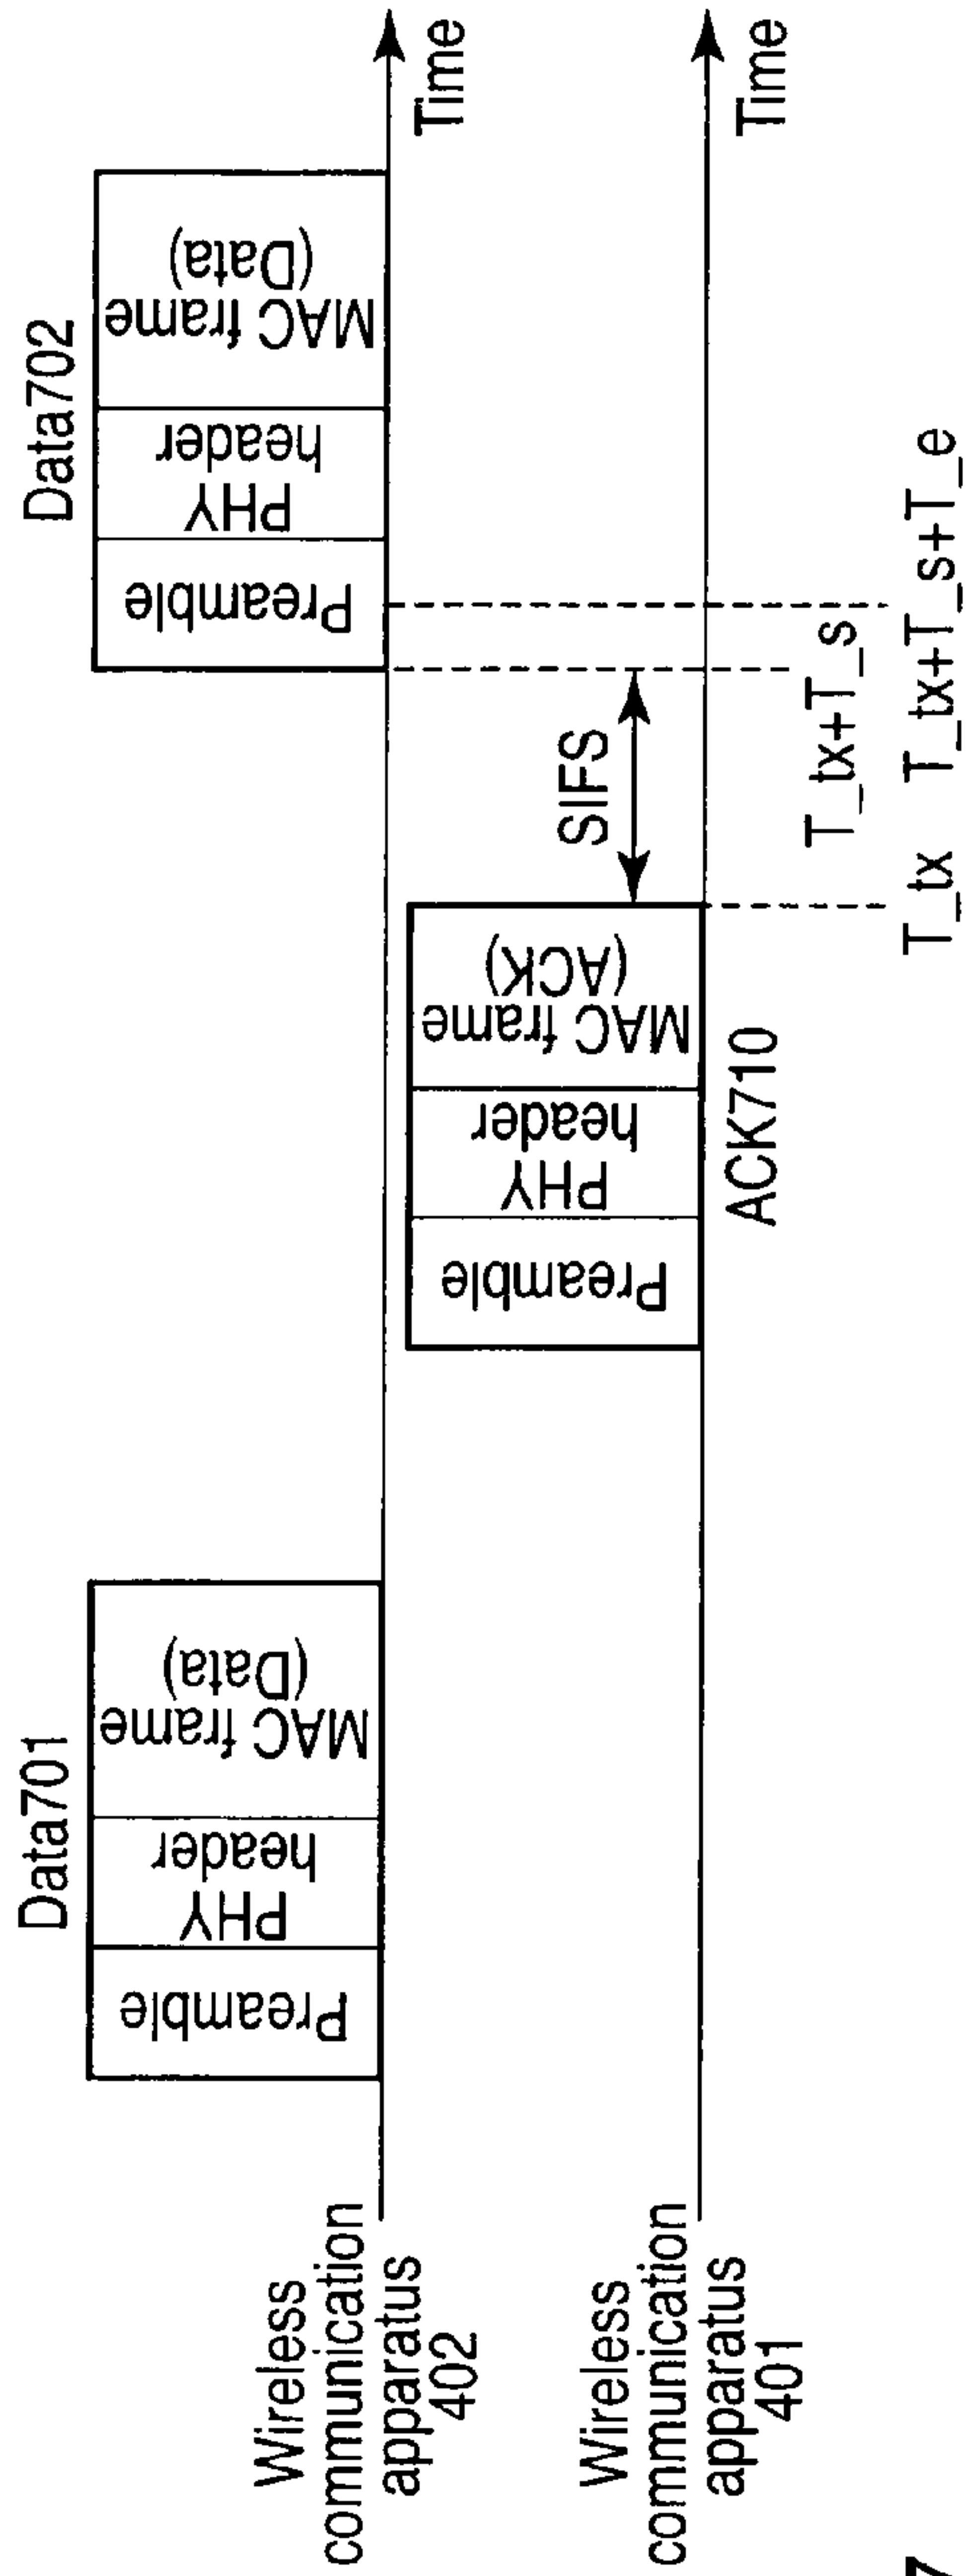 Data701
Data702
Preamble
PHY
header
MAC frame
(Data)
Preamble
PHY
header
MAC frame
(Data)
Wireless
communication
apparatus
402
Time
Preamble
PHY
header
MAC frame
(ACK)
SIFS
Wireless
communication
apparatus
401
Time
ACK710
T_tx+T_s
T_tx T_tx+T_s+T_e
7